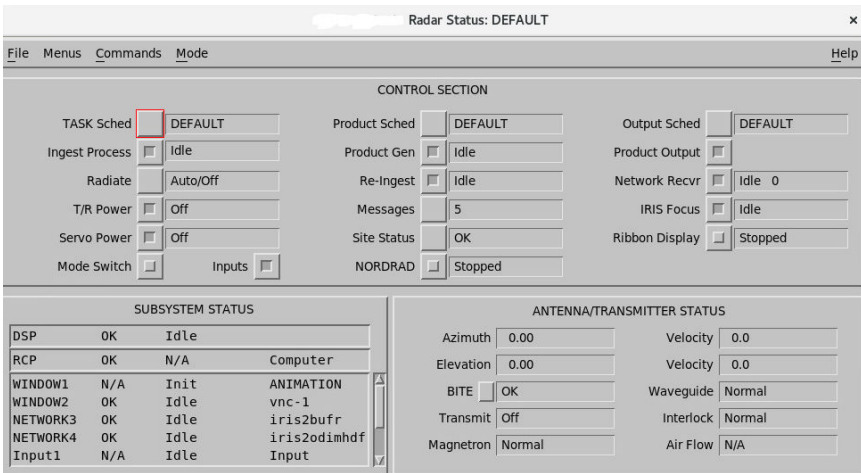 Radar Status: DEFAULT ×
File Menus Commands Mode Help
CONTROL SECTION
TASK Sched DEFAULT Product Sched DEFAULT Output Sched DEFAULT
Ingest Process Idle Product Gen Idle Product Output
Radiate Auto/Off Re-Ingest Idle Network Recvr Idle 0
T/R Power Off Messages 5 IRIS Focus Idle
Servo Power Off Site Status OK Ribbon Display Stopped
Mode Switch Inputs NORDRAD Stopped
SUBSYSTEM STATUS
DSP OK Idle
RCP OK N/A Computer
WINDOW1 N/A Init ANIMATION
WINDOW2 OK Idle vnc-1
NETWORK3 OK Idle iris2bufr
NETWORK4 OK Idle iris2odimhdf
Input1 N/A Idle Input
ANTENNA/TRANSMITTER STATUS
Azimuth 0.00 Velocity 0.0
Elevation 0.00 Velocity 0.0
BITE OK Waveguide Normal
Transmit Off Interlock Normal
Magnetron Normal Air Flow N/A